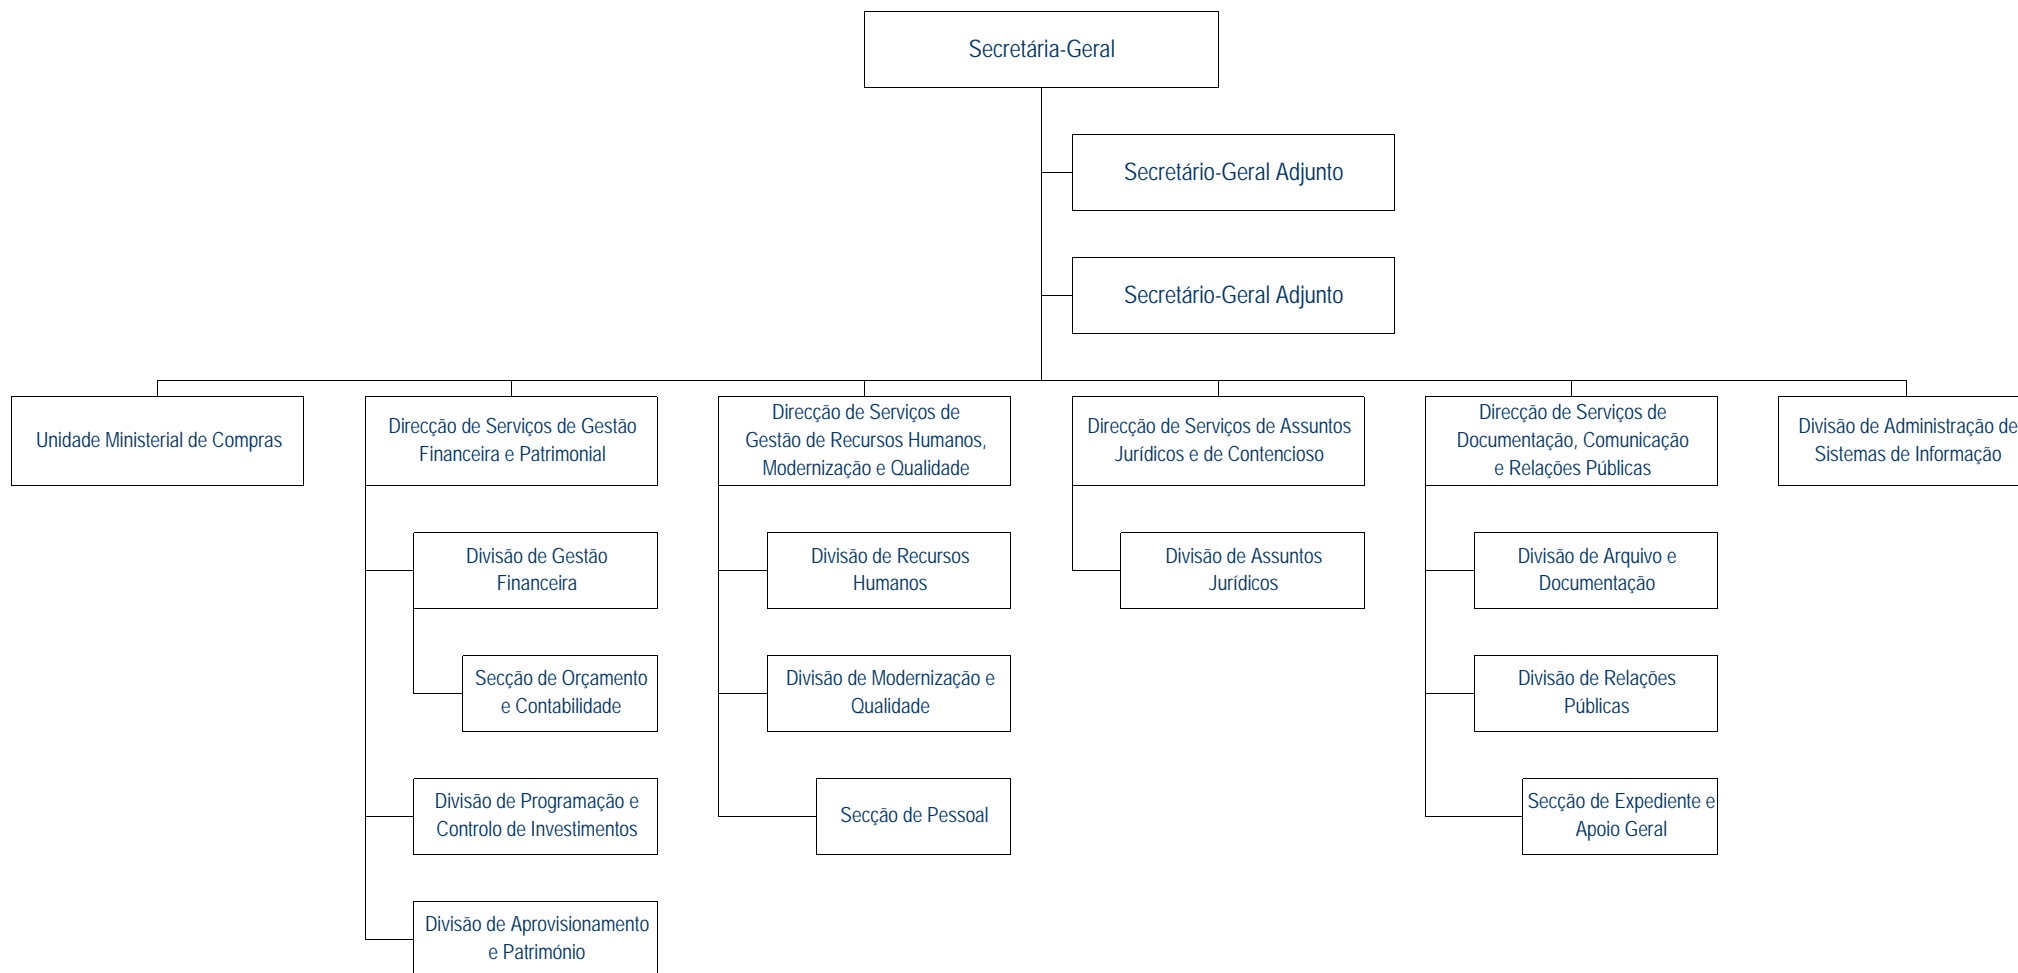 Secretária-Geral
Secretário-Geral Adjunto
Secretário-Geral Adjunto
Unidade Ministerial de Compras
Direcção de Serviços de Gestão
Financeira e Patrimonial
Direcção de Serviços de
Gestão de Recursos Humanos,
Modernização e Qualidade
Direcção de Serviços de Assuntos
Jurídicos e de Contencioso
Direcção de Serviços de
Documentação, Comunicação
e Relações Públicas
Divisão de Administração de
Sistemas de Informação
Divisão de Gestão
Financeira
Divisão de Recursos
Humanos
Divisão de Assuntos
Jurídicos
Divisão de Arquivo e
Documentação
Secção de Orçamento
e Contabilidade
Divisão de Modernização e
Qualidade
Divisão de Relações
Públicas
Divisão de Programação e
Controlo de Investimentos
Secção de Pessoal
Secção de Expediente e
Apoio Geral
Divisão de Aprovisionamento
e Património